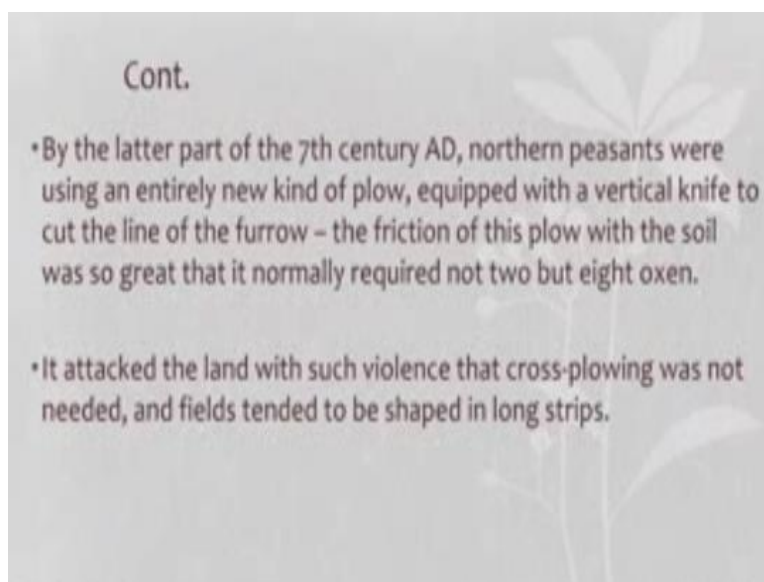 Cont.
•By the latter part of the 7th century AD, northern peasants were
using an entirely new kind of plow, equipped with a vertical knife to
cut the line of the furrow – the friction of this plow with the soil
was so great that it normally required not two but eight oxen.
•It attacked the land with such violence that cross-plowing was not
needed, and fields tended to be shaped in long strips.